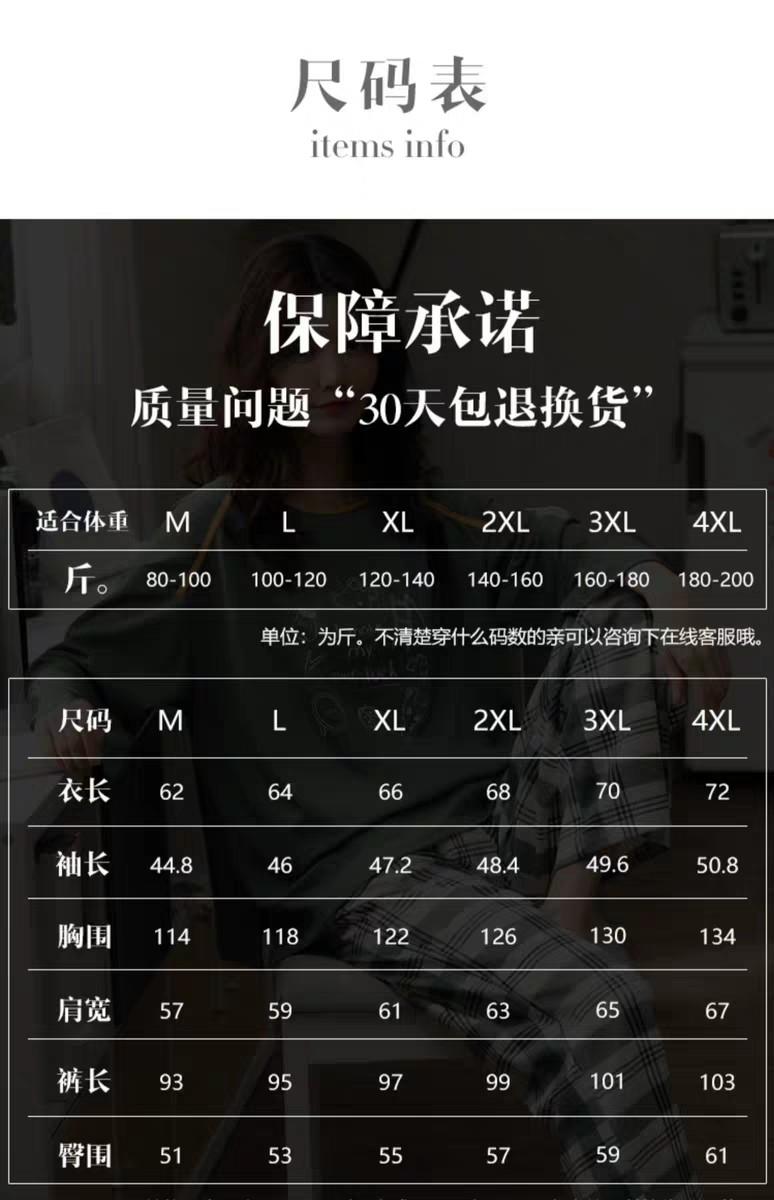 尺码表
items info
保障承诺
质量问题“30天包退换货”
适合体重 M L XL 2XL 3XL 4XL
斤。 80-100 100-120 120-140 140-160 160-180 180-200
单位：为斤。不清楚穿什么码数的亲可以咨询下在线客服哦。
尺码 M L XL 2XL 3XL 4XL
衣长 62 64 66 68 70 72
袖长 44.8 46 47.2 48.4 49.6 50.8
胸围 114 118 122 126 130 134
肩宽 57 59 61 63 65 67
裤长 93 95 97 99 101 103
臀围 51 53 55 57 59 61